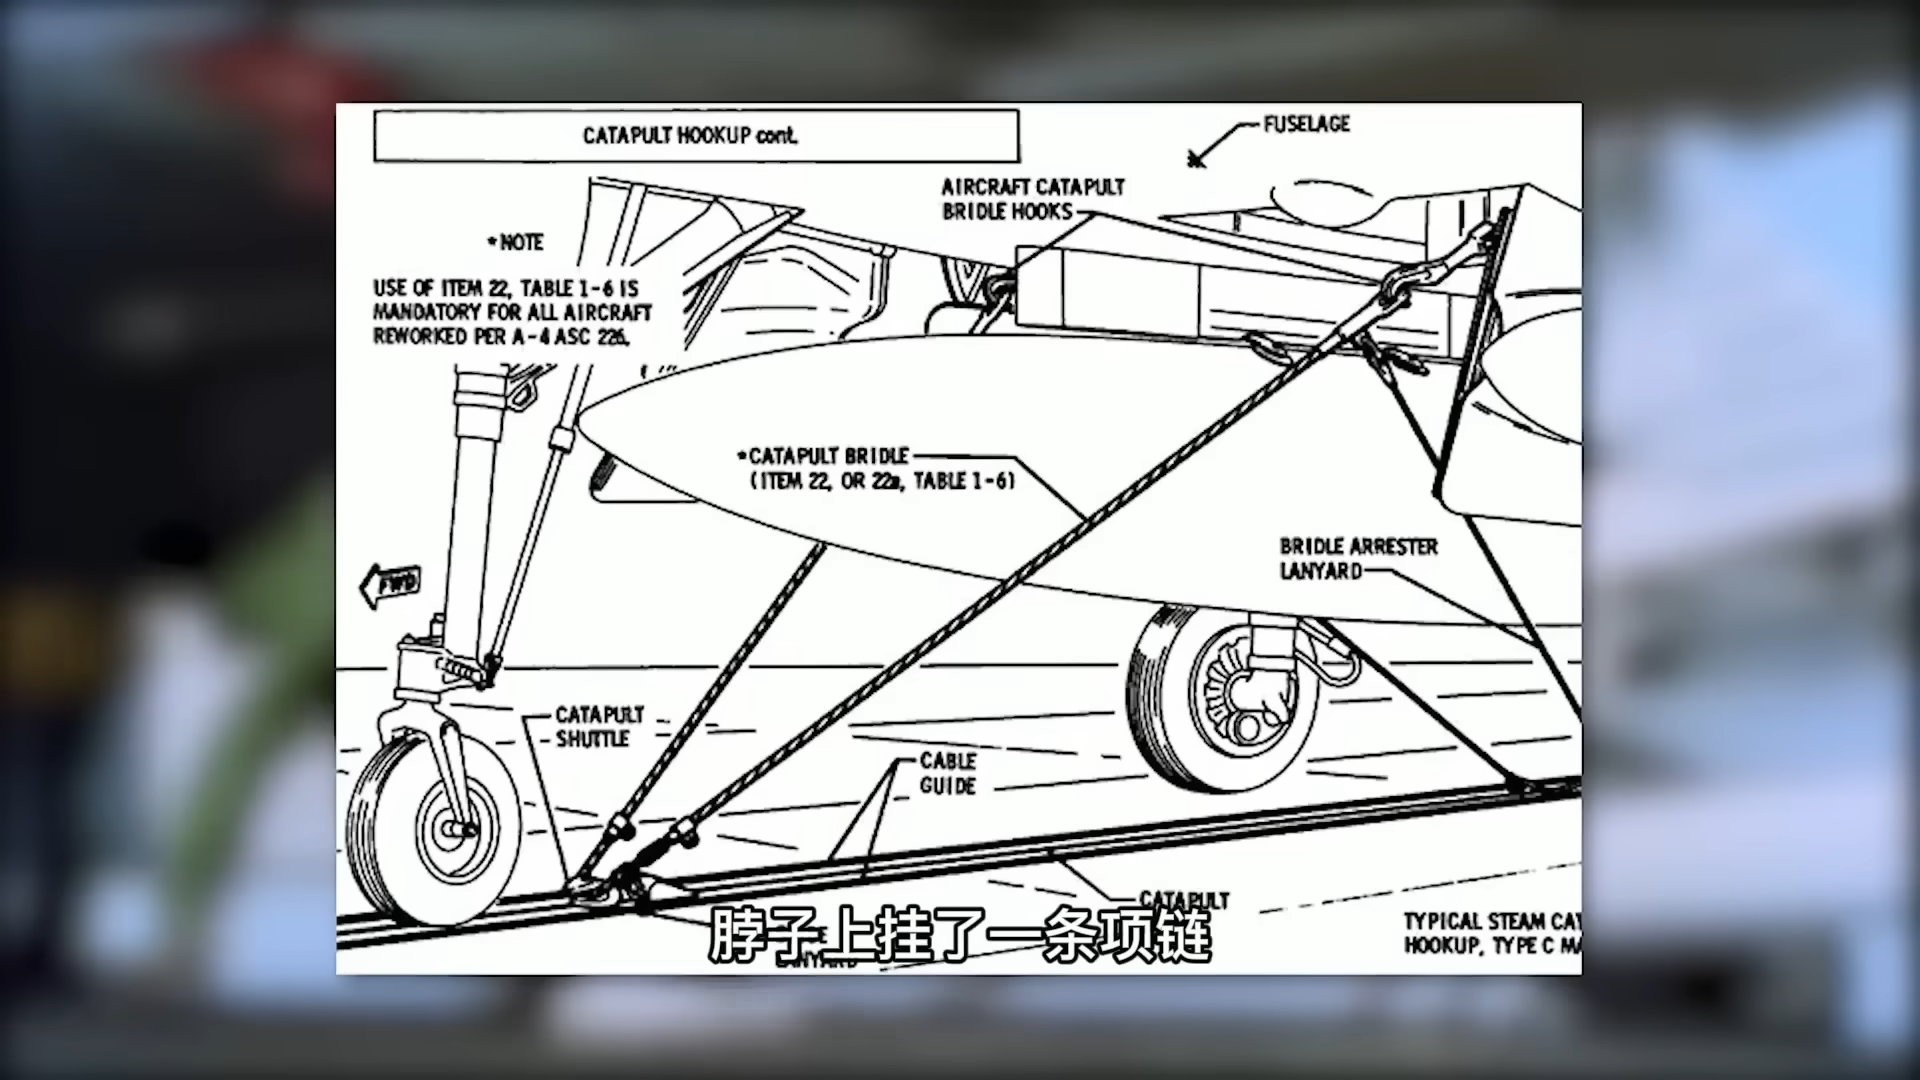 CATAPULT HOOKUP cont.
FUSELAGE
AIRCRAFT CATAPULT
BRIDLE HOOKS
*NOTE
USE OF ITEM 22, TABLE 1-6 IS
MANDATORY FOR ALL AIRCRAFT
REWORKED PER A-4 ASC 226.
*CATAPULT BRIDLE
(ITEM 22, OR 22a, TABLE 1-6)
BRIDLE ARRESTER
LANYARD
FWD
CATAPULT
SHUTTLE
CABLE
GUIDE
CATAPULT
TYPICAL STEAM CAT
HOOKUP, TYPE C MA
脖子上挂了一条项链
LANYARD